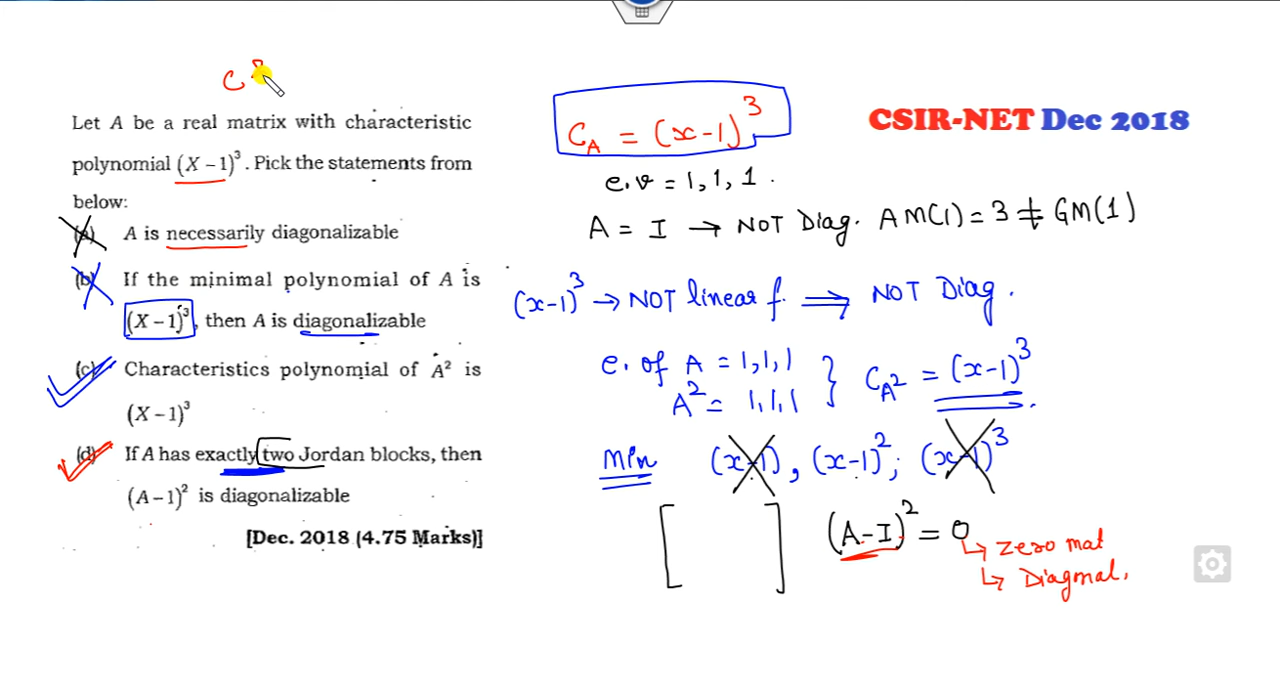 C
Let A be a real matrix with characteristic
polynomial (X – 1)³. Pick the statements from
below:
(a) A is necessarily diagonalizable
(b) If the minimal polynomial of A is
(X – 1)³, then A is diagonalizable
(c) Characteristics polynomial of A² is
(X – 1)³
(d) If A has exactly two Jordan blocks, then
(A – 1)² is diagonalizable
[Dec. 2018 (4.75 Marks)]
C_A = (x-1)³
CSIR-NET Dec 2018
e.v = 1, 1, 1.
A = I → NOT Diag. AM(1) = 3 ≠ GM(1)
(x-1)³ → NOT linear f. ⟹ NOT Diag.
e. of A = 1, 1, 1
A² = 1, 1, 1 } C_A² = (x-1)³
Min (x-1), (x-1)²; (x-1)³
[ ] (A-I)² = 0
↳ Zero mat
↳ Diagmal.